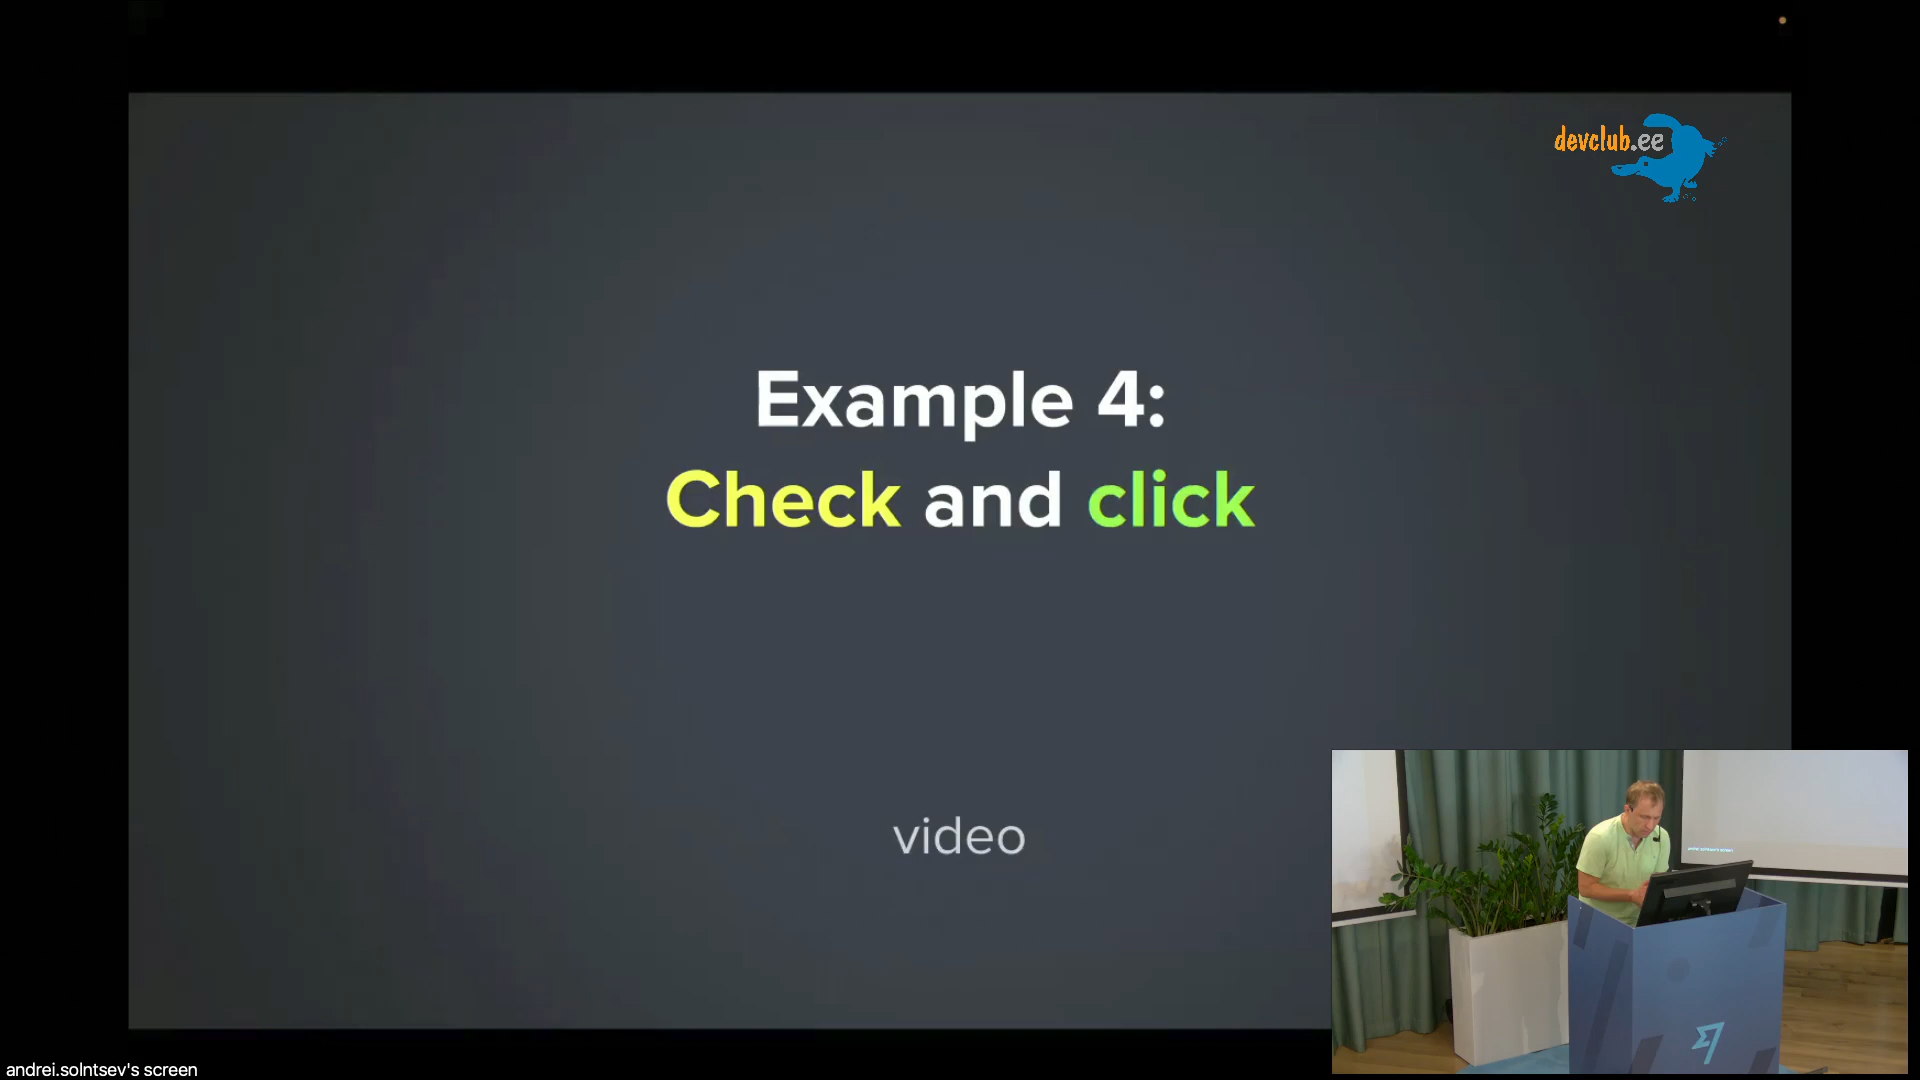 devclub.ee
Example 4:
Check and click
video
andrei.solntsev's screen